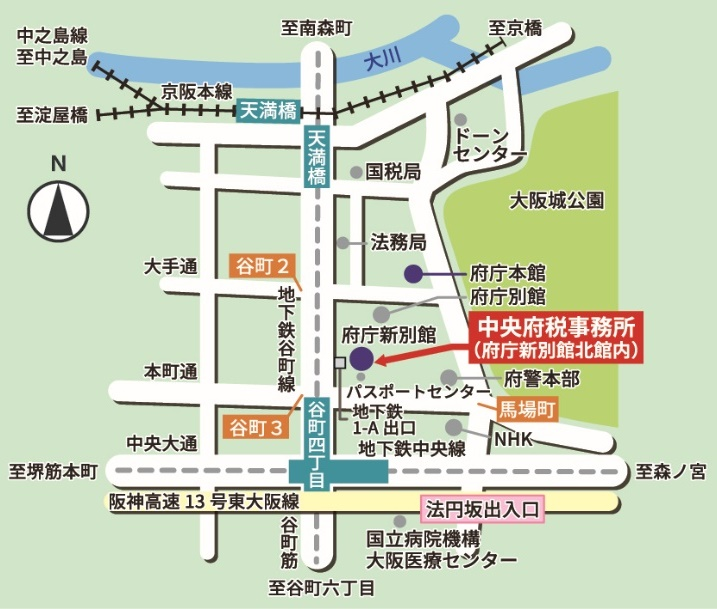 至南森町
至京橋
中之島線
至中之島
大川
京阪本線
至淀屋橋
天満橋
天満橋
ドーン
センター
N
国税局
大阪城公園
法務局
大手通
谷町2
府庁本館
地下鉄谷町線
府庁別館
中央府税事務所
(府庁新別館北館内)
府庁新別館
本町通
パスポートセンター
府警本部
地下鉄
1-A 出口
馬場町
谷町3
谷町四丁目
NHK
中央大通
地下鉄中央線
至堺筋本町
至森ノ宮
阪神高速 13 号東大阪線
法円坂出入口
谷町筋
国立病院機構
大阪医療センター
至谷町六丁目